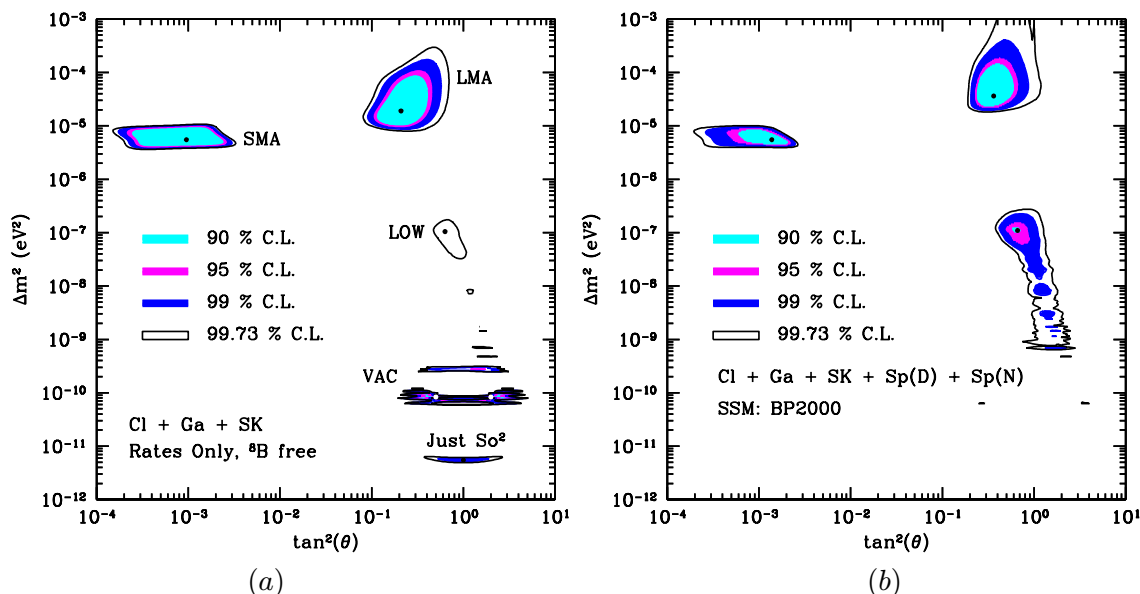 10⁻³
10⁻⁴
10⁻⁵
10⁻⁶
10⁻⁷
10⁻⁸
10⁻⁹
10⁻¹⁰
10⁻¹¹
10⁻¹²
Δm² (eV²)
LMA
SMA
LOW
90 % C.L.
95 % C.L.
99 % C.L.
99.73 % C.L.
VAC
Cl + Ga + SK
Rates Only, ⁸B free
Just So²
10⁻⁴ 10⁻³ 10⁻² 10⁻¹ 10⁰ 10¹
tan²(θ)
(a)
10⁻³
10⁻⁴
10⁻⁵
10⁻⁶
10⁻⁷
10⁻⁸
10⁻⁹
10⁻¹⁰
10⁻¹¹
10⁻¹²
Δm² (eV²)
90 % C.L.
95 % C.L.
99 % C.L.
99.73 % C.L.
Cl + Ga + SK + Sp(D) + Sp(N)
SSM: BP2000
10⁻⁴ 10⁻³ 10⁻² 10⁻¹ 10⁰ 10¹
tan²(θ)
(b)